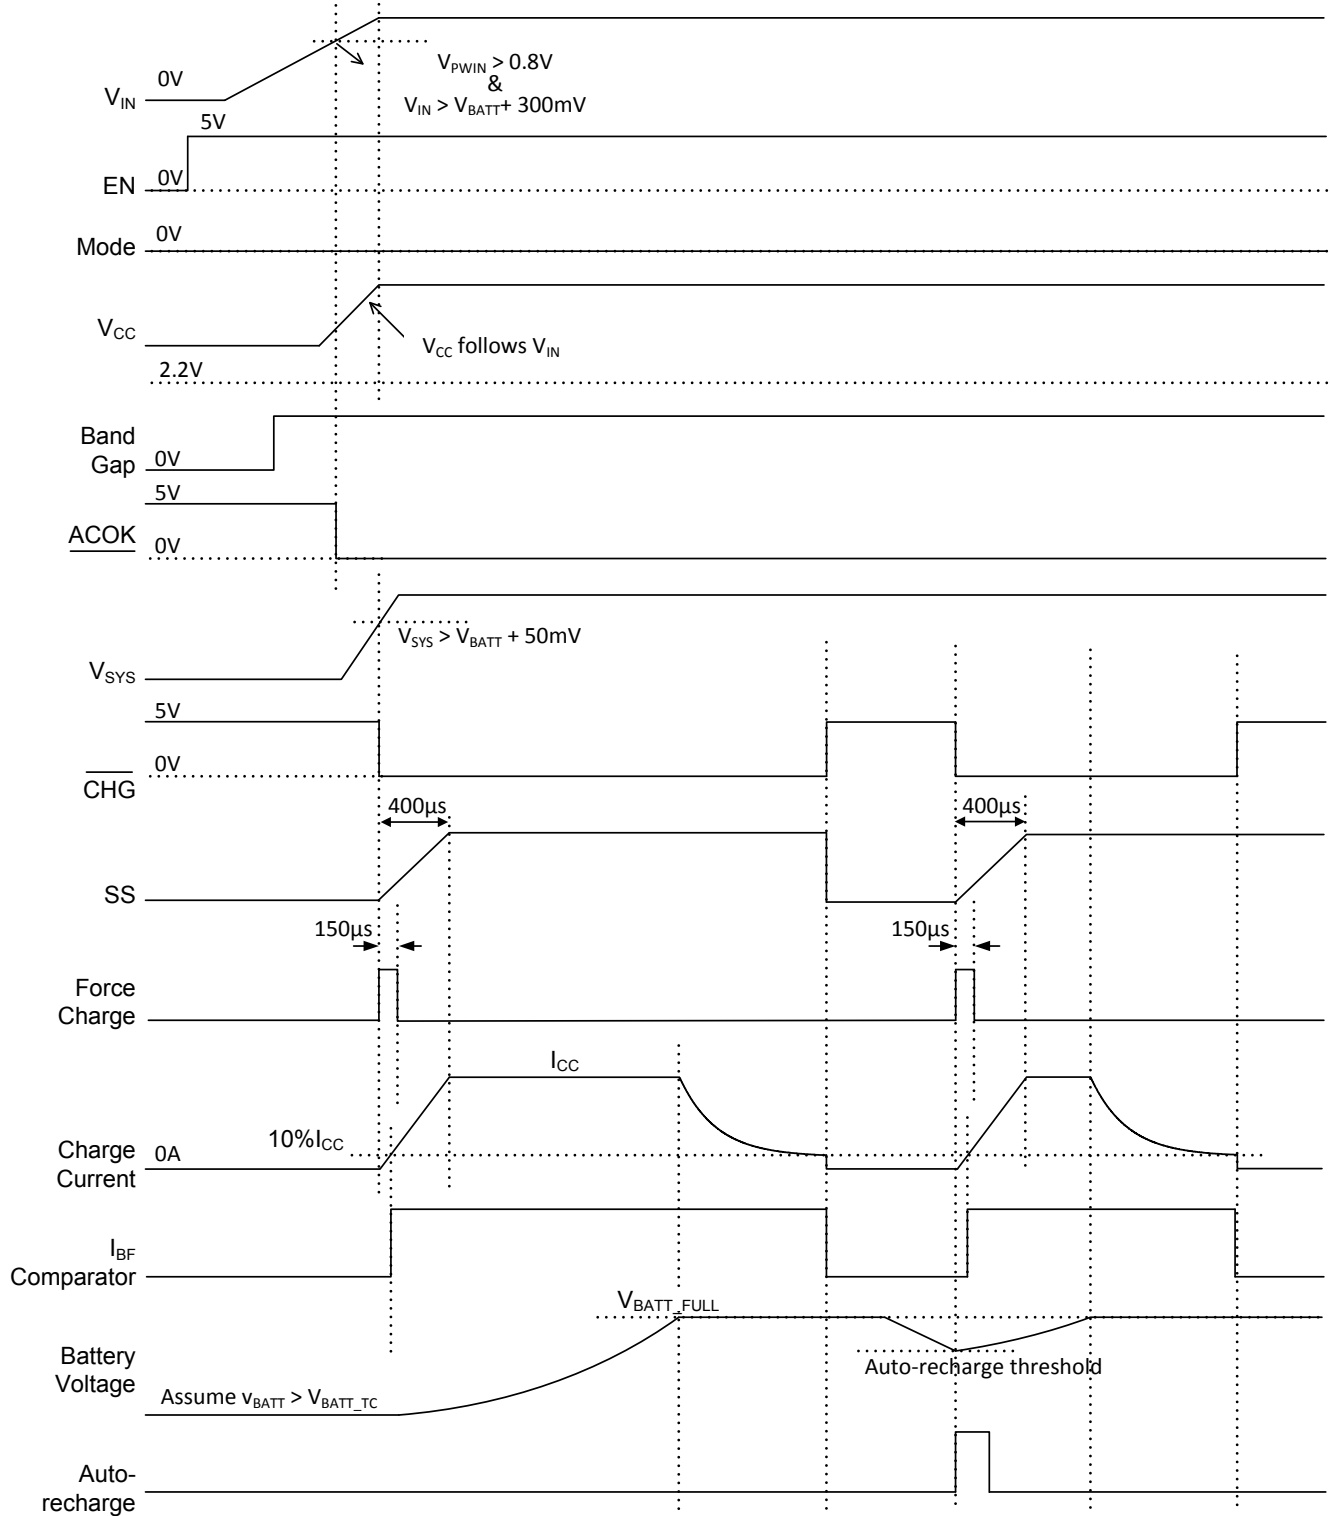 V_PWIN > 0.8V
&
V_IN > V_BATT+ 300mV
0V
V_IN
5V
EN
0V
Mode
0V
V_CC
V_CC follows V_IN
2.2V
Band
Gap
0V
5V
ACOK
0V
V_SYS > V_BATT + 50mV
V_SYS
5V
0V
CHG
400µs
400µs
SS
150µs
150µs
Force
Charge
I_CC
10%I_CC
Charge
Current
0A
I_BF
Comparator
V_BATT_FULL
Battery
Voltage
Auto-recharge threshold
Assume v_BATT > V_BATT_TC
Auto-
recharge